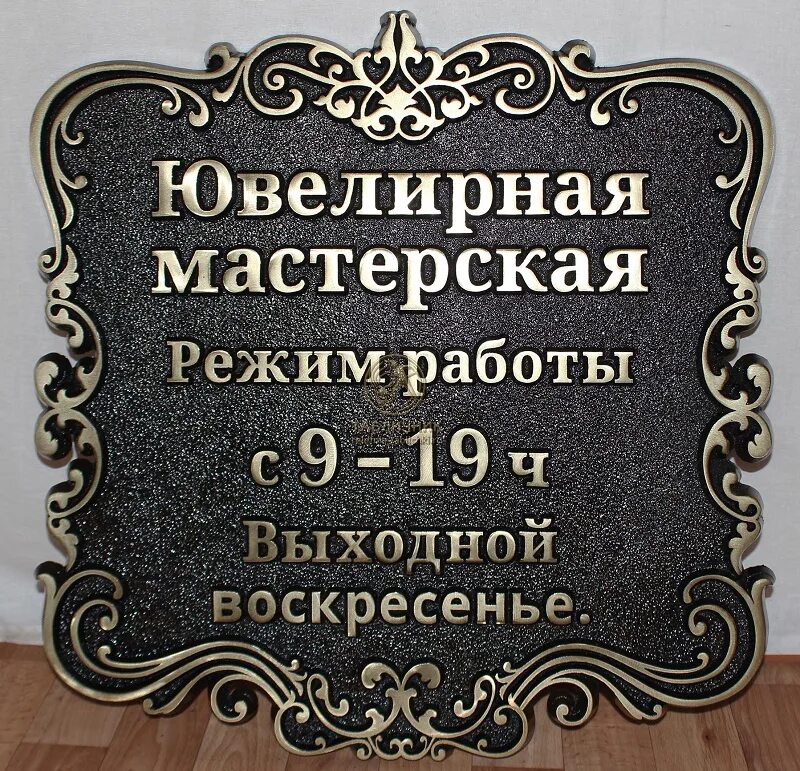 Ювелирная
мастерская
Режим работы
с 9 – 19 ч
Выходной
воскресенье.